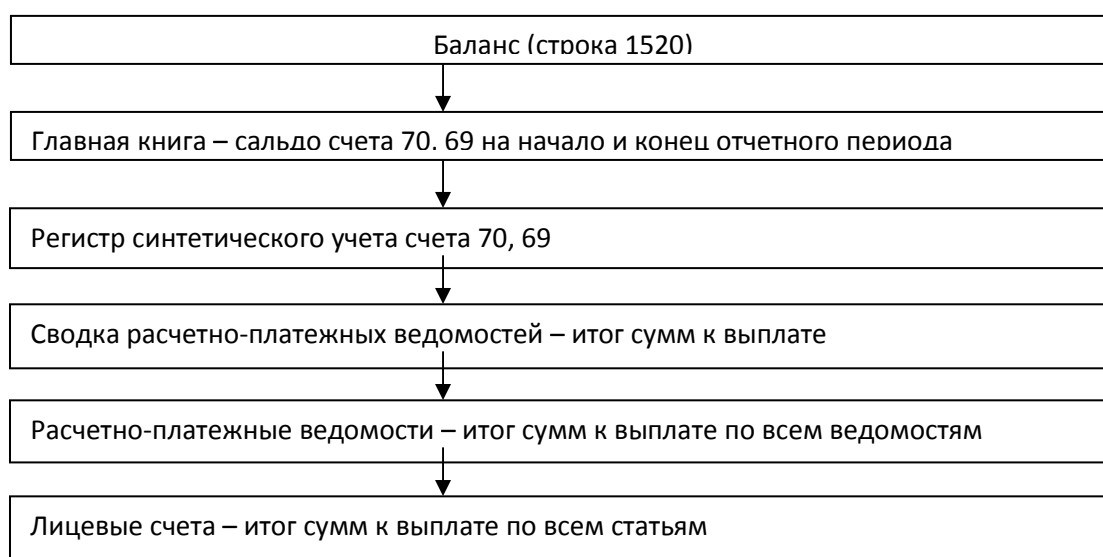 Баланс (строка 1520)
Главная книга – сальдо счета 70, 69 на начало и конец отчетного периода
Регистр синтетического учета счета 70, 69
Сводка расчетно-платежных ведомостей – итог сумм к выплате
Расчетно-платежные ведомости – итог сумм к выплате по всем ведомостям
Лицевые счета – итог сумм к выплате по всем статьям